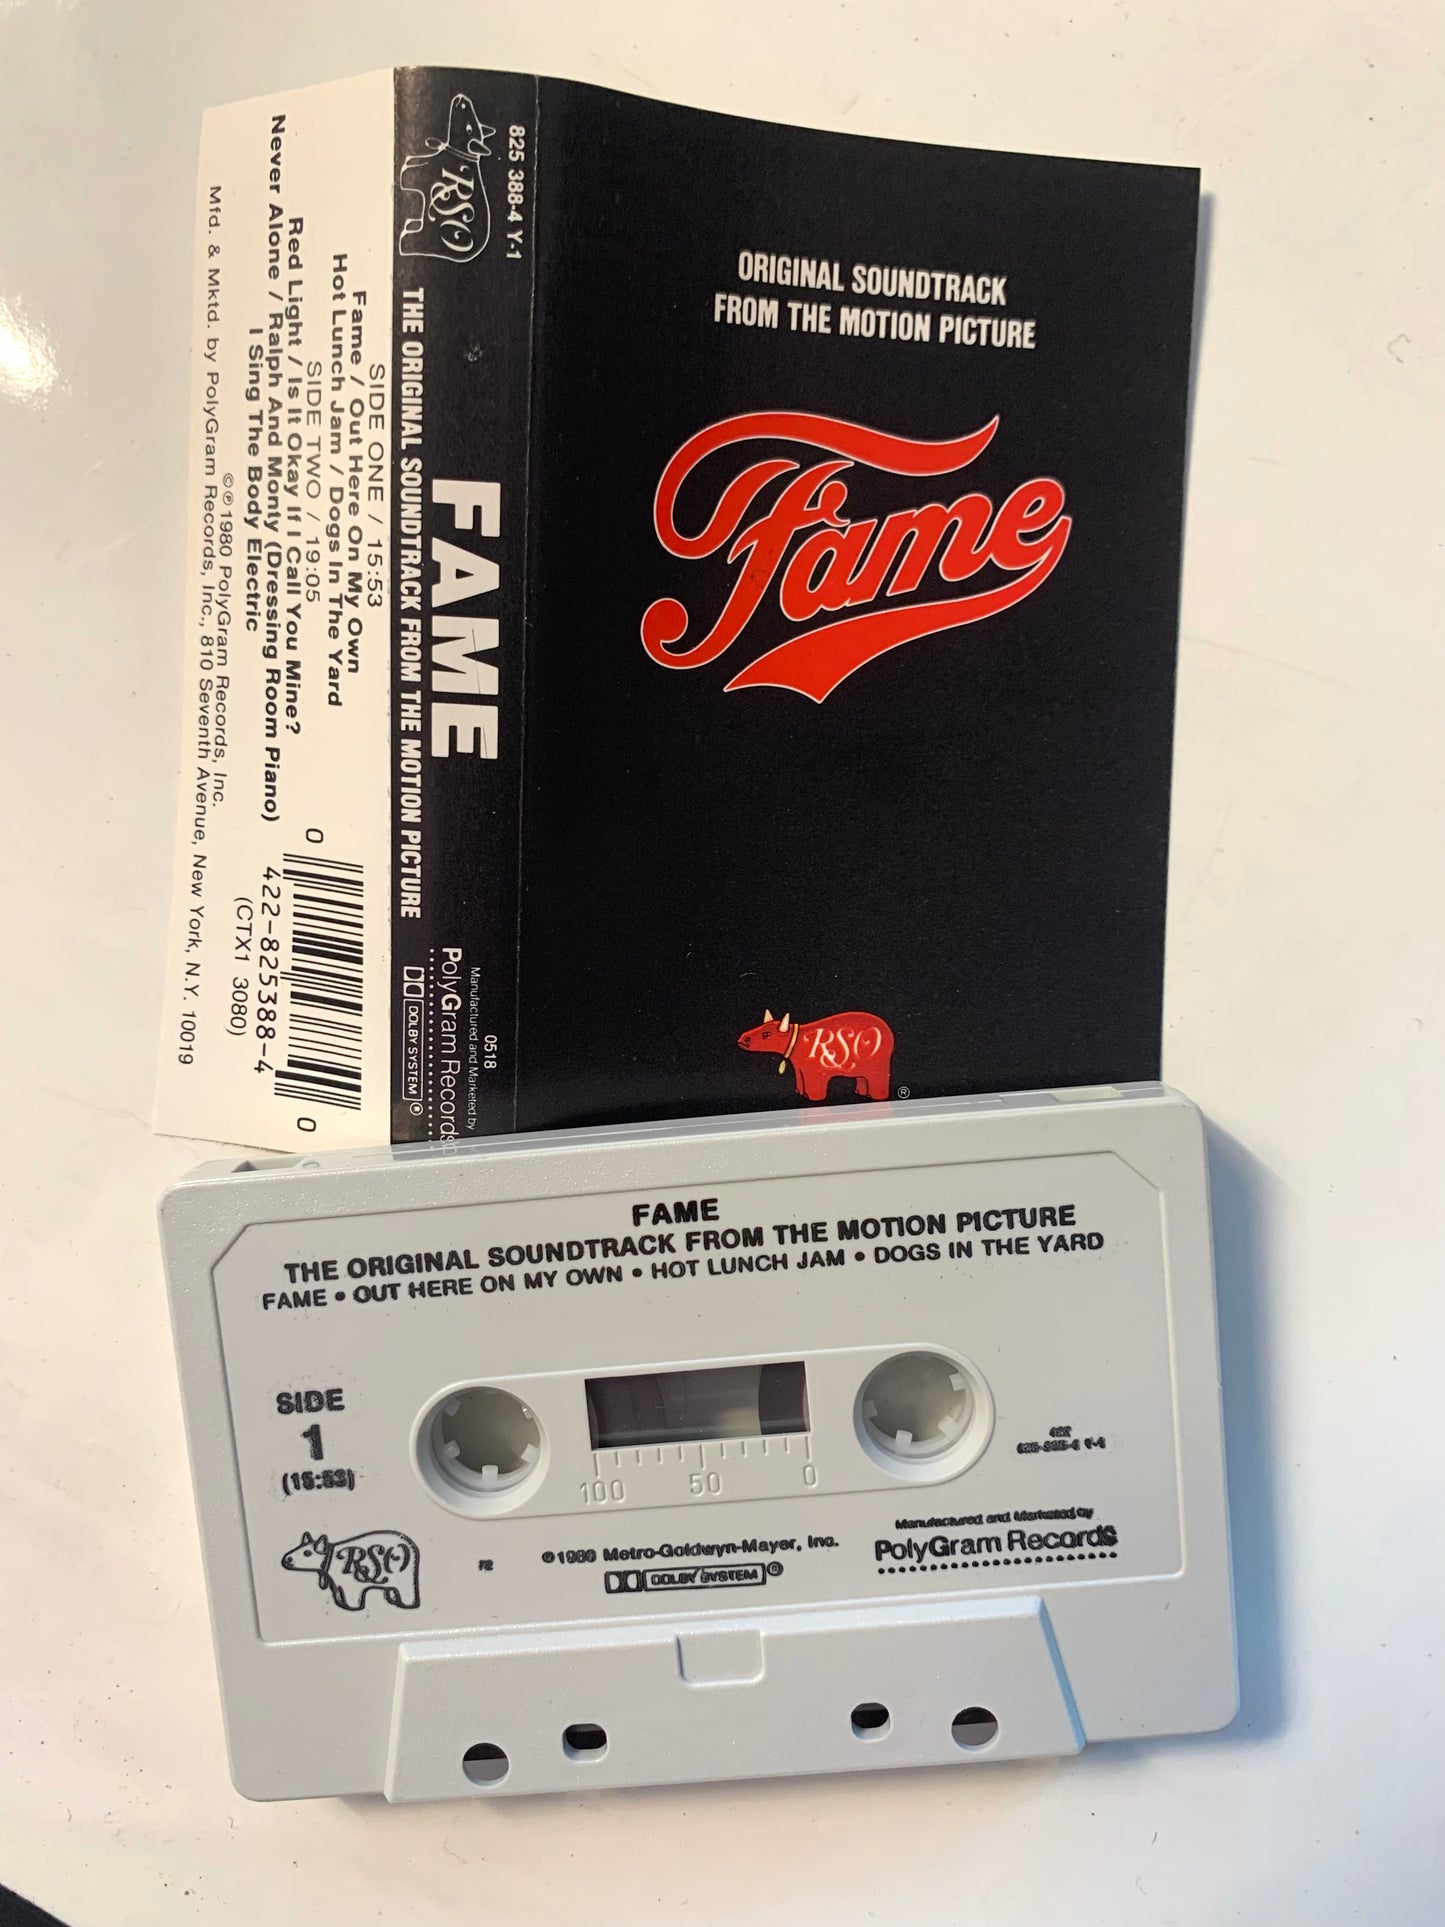 ORIGINAL SOUNDTRACK
FROM THE MOTION PICTURE
Fame
RSO
®
825 388-4 Y-1
RSO
FAME
THE ORIGINAL SOUNDTRACK FROM THE MOTION PICTURE
0518
Manufactured and Marketed by
PolyGram Records
DOLBY SYSTEM ®
SIDE ONE / 15:53
Fame / Out Here On My Own
Hot Lunch Jam / Dogs In The Yard
SIDE TWO / 19:05
Red Light / Is It Okay If I Call You Mine?
Never Alone / Ralph And Monty (Dressing Room Piano)
I Sing The Body Electric
©℗ 1980 PolyGram Records, Inc.
Mfd. & Mktd. by PolyGram Records, Inc., 810 Seventh Avenue, New York, N.Y. 10019
0
0
422-825388-4
(CTX1 3080)
FAME
THE ORIGINAL SOUNDTRACK FROM THE MOTION PICTURE
FAME • OUT HERE ON MY OWN • HOT LUNCH JAM • DOGS IN THE YARD
SIDE
1
(15:53)
100 50 0
422
RSO
©1980 Metro-Goldwyn-Mayer, Inc.
DOLBY SYSTEM ®
Manufactured and Marketed by
PolyGram Records